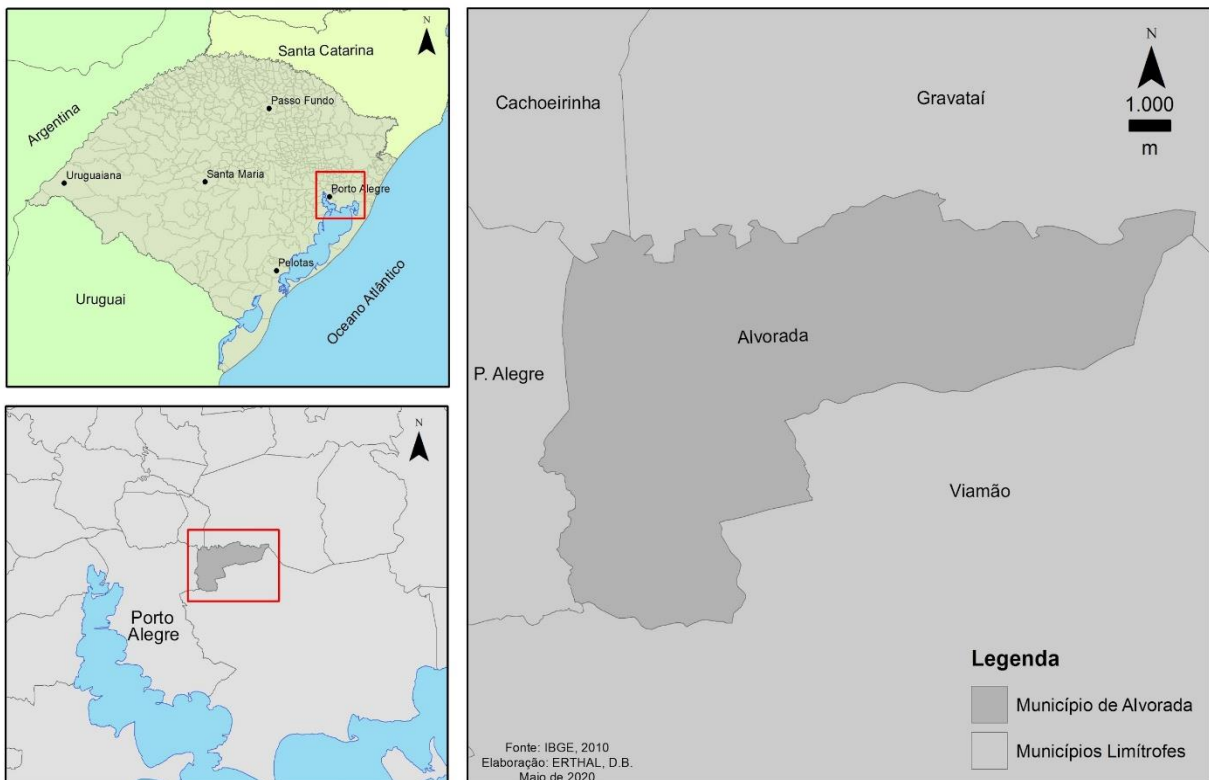 N
Santa Catarina
Argentina
Passo Fundo
Uruguaiana
Santa Maria
Porto Alegre
Pelotas
Uruguai
Oceano Atlântico
N
Porto
Alegre
N
1.000
m
Cachoeirinha
Gravataí
Alvorada
P. Alegre
Viamão
Legenda
Município de Alvorada
Municípios Limítrofes
Fonte: IBGE, 2010
Elaboração: ERTHAL, D.B.
Maio de 2020